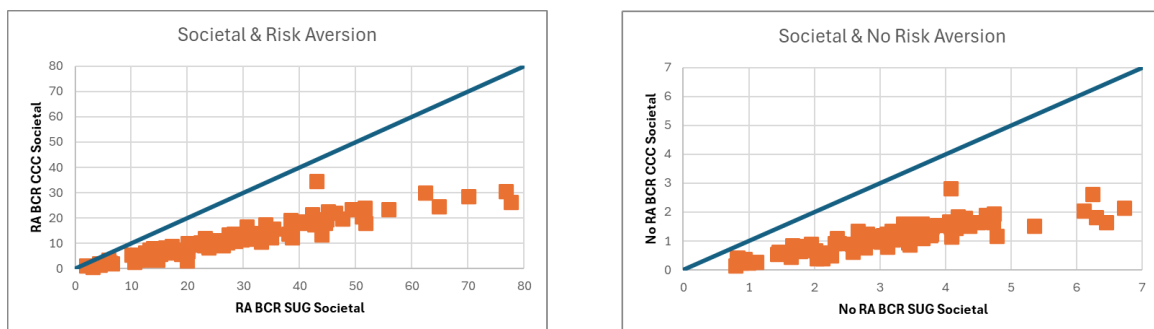 Societal & Risk Aversion
RA BCR CCC Societal
80
70
60
50
40
30
20
10
0
0 10 20 30 40 50 60 70 80
RA BCR SUG Societal
Societal & No Risk Aversion
No RA BCR CCC Societal
7
6
5
4
3
2
1
0
0 1 2 3 4 5 6 7
No RA BCR SUG Societal